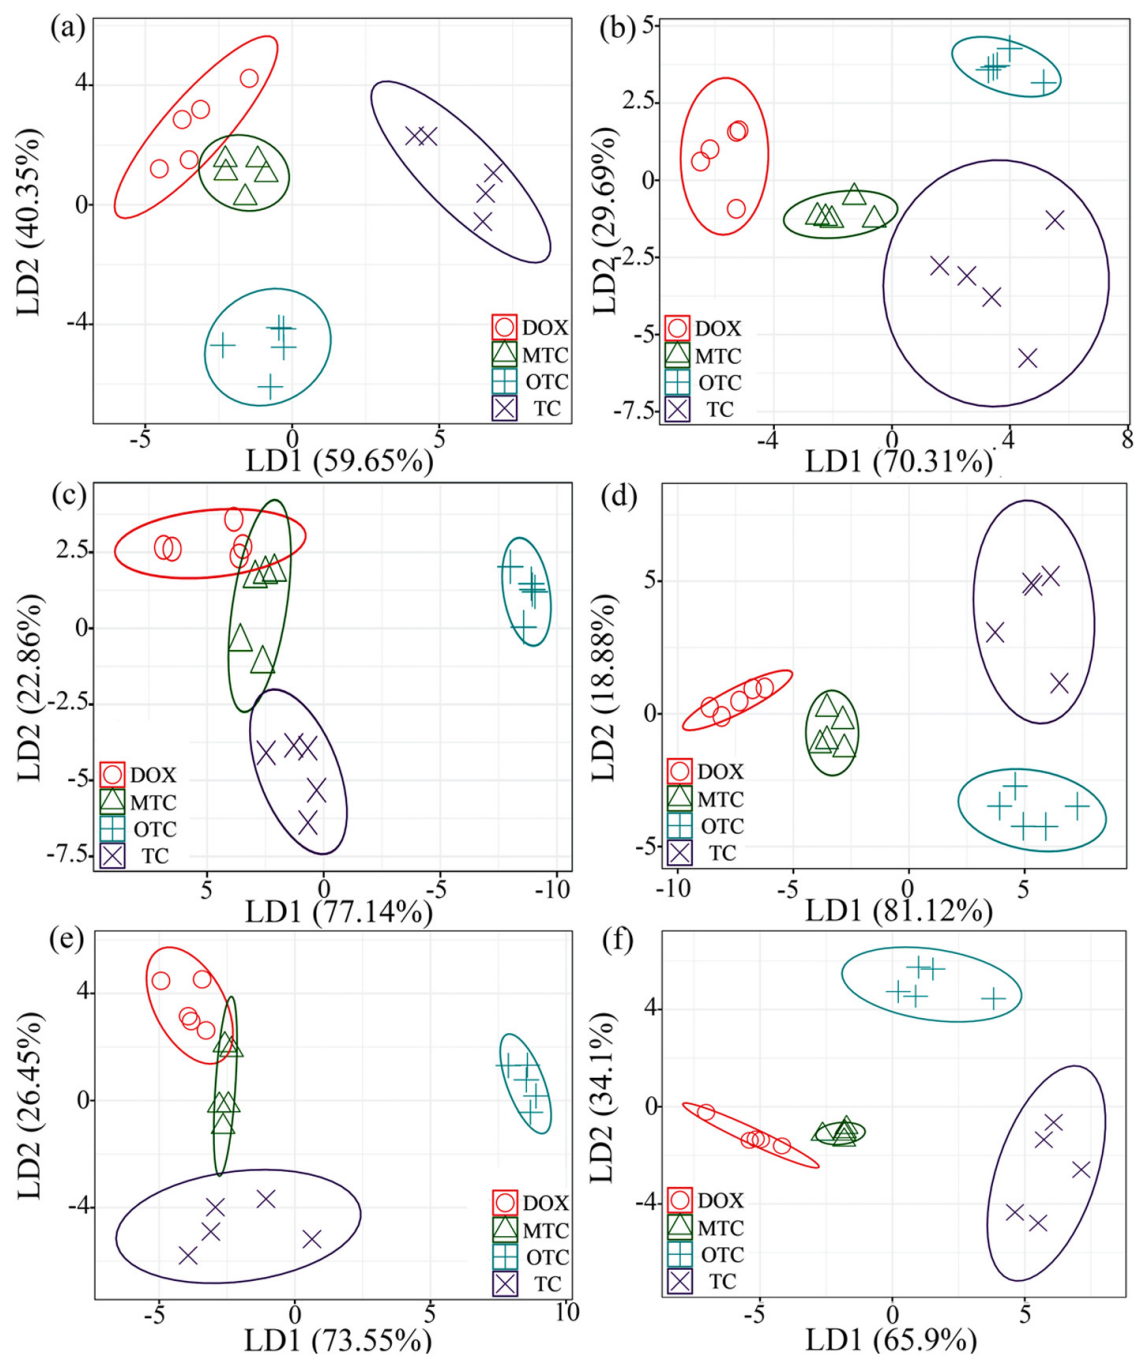 (a)
4
0
-4
LD2 (40.35%)
DOX
MTC
OTC
TC
-5 0 5
LD1 (59.65%)
(b)
5
2.5
0
-2.5
-5
-7.5
LD2 (29.69%)
DOX
MTC
OTC
TC
-4 0 4 8
LD1 (70.31%)
(c)
2.5
0
-2.5
-5
-7.5
LD2 (22.86%)
DOX
MTC
OTC
TC
5 0 -5 -10
LD1 (77.14%)
(d)
5
0
-5
LD2 (18.88%)
DOX
MTC
OTC
TC
-10 -5 0 5
LD1 (81.12%)
(e)
4
0
-4
LD2 (26.45%)
DOX
MTC
OTC
TC
-5 0 5 10
LD1 (73.55%)
(f)
4
0
-4
LD2 (34.1%)
DOX
MTC
OTC
TC
-5 0 5
LD1 (65.9%)